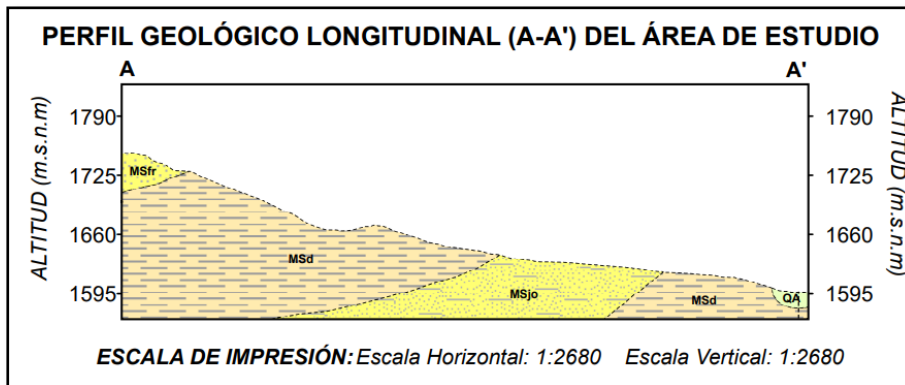 PERFIL GEOLÓGICO LONGITUDINAL (A-A') DEL ÁREA DE ESTUDIO
A A'
ALTITUD (m.s.n.m)
1790
1725
1660
1595
MSfr
MSd
MSjo
MSd
QA
1790
1725
1660
1595
ALTITUD (m.s.n.m)
ESCALA DE IMPRESIÓN: Escala Horizontal: 1:2680 Escala Vertical: 1:2680